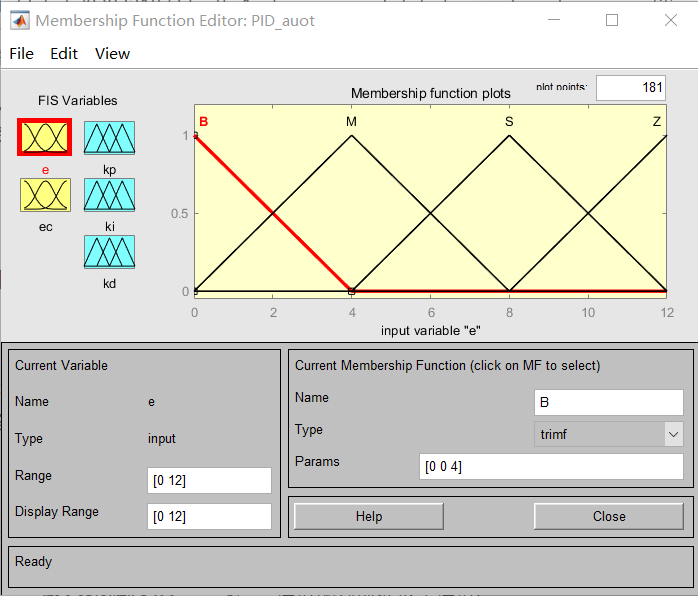 Membership Function Editor: PID_auot
File Edit View
FIS Variables
Membership function plots
plot points:
181
e
kp
ec
ki
kd
B
M
S
Z
1
0.5
0
0 2 4 6 8 10 12
input variable "e"
Current Variable
Name e
Type input
Range [0 12]
Display Range [0 12]
Current Membership Function (click on MF to select)
Name B
Type trimf
Params [0 0 4]
Help
Close
Ready